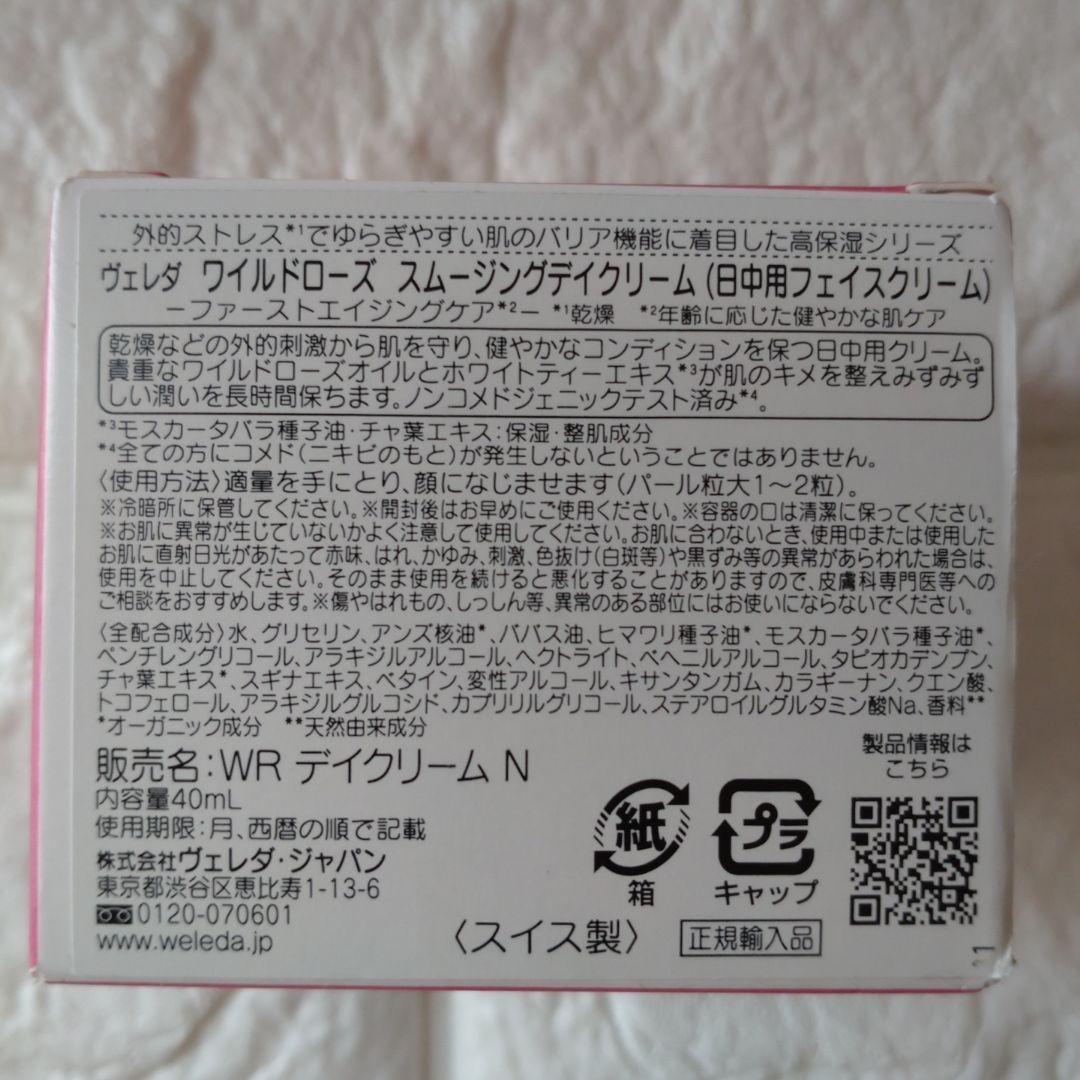 外的ストレス*1でゆらぎやすい肌のバリア機能に着目した高保湿シリーズ
ヴェレダ ワイルドローズ スムージングデイクリーム(日中用フェイスクリーム)
－ファーストエイジングケア*2－ *1乾燥 *2年齢に応じた健やかな肌ケア
乾燥などの外的刺激から肌を守り、健やかなコンディションを保つ日中用クリーム。
貴重なワイルドローズオイルとホワイトティーエキス*3が肌のキメを整えみずみず
しい潤いを長時間保ちます。ノンコメドジェニックテスト済み*4。
*3モスカータバラ種子油・チャ葉エキス:保湿・整肌成分
*4全ての方にコメド(ニキビのもと)が発生しないということではありません。
〈使用方法〉適量を手にとり、顔になじませます(パール粒大1～2粒)。
※冷暗所に保管してください。※開封後はお早めにご使用ください。※容器の口は清潔に保ってください。
※お肌に異常が生じていないかよく注意して使用してください。お肌に合わないとき、使用中または使用した
お肌に直射日光があたって赤味、はれ、かゆみ、刺激、色抜け(白斑等)や黒ずみ等の異常があらわれた場合は、
使用を中止してください。そのまま使用を続けると悪化することがありますので、皮膚科専門医等への
ご相談をおすすめします。※傷やはれもの、しっしん等、異常のある部位にはお使いにならないでください。
〈全配合成分〉水、グリセリン、アンズ核油*、ババス油、ヒマワリ種子油*、モスカータバラ種子油*、
ペンチレングリコール、アラキジルアルコール、ヘクトライト、ベヘニルアルコール、タピオカデンプン、
チャ葉エキス*、スギナエキス、ベタイン、変性アルコール、キサンタンガム、カラギーナン、クエン酸、
トコフェロール、アラキジルグルコシド、カプリリルグリコール、ステアロイルグルタミン酸Na、香料**
*オーガニック成分 **天然由来成分
販売名:WR デイクリーム N
内容量40mL
使用期限:月、西暦の順で記載
株式会社ヴェレダ・ジャパン
東京都渋谷区恵比寿1-13-6
0120-070601
www.weleda.jp
紙
箱
プラ
キャップ
製品情報は
こちら
〈スイス製〉
正規輸入品